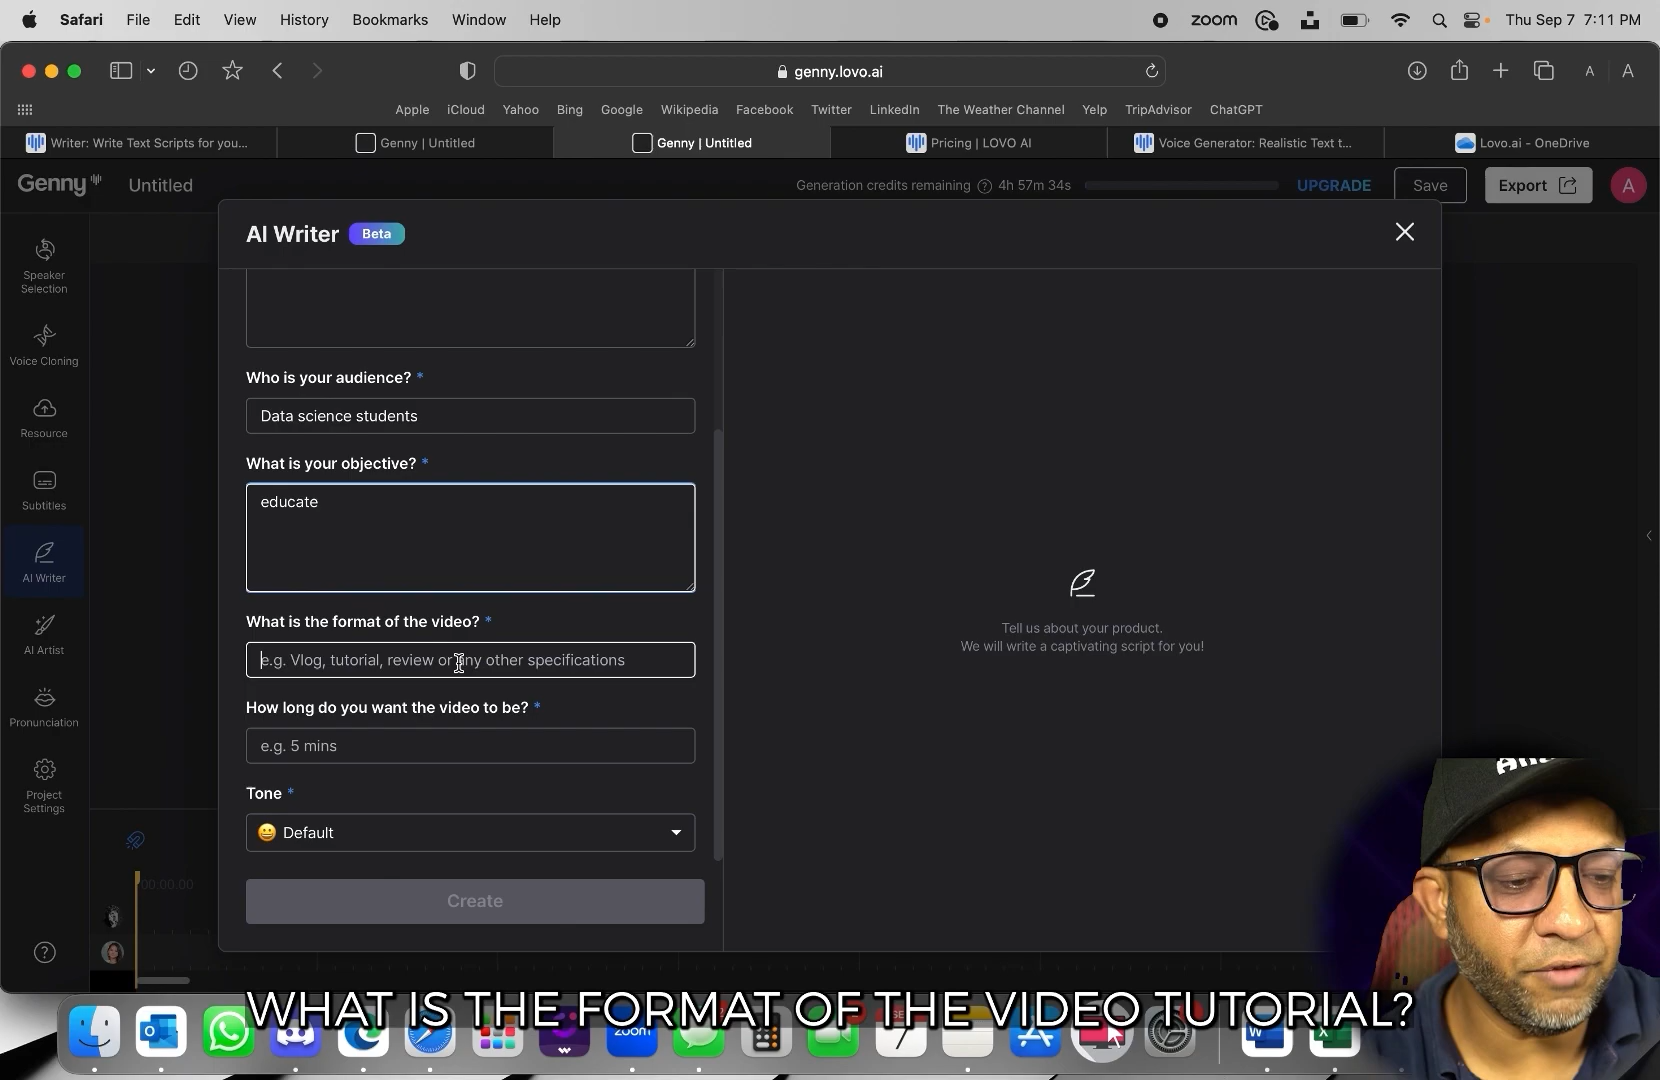 Safari File Edit View History Bookmarks Window Help zoom Thu Sep 7 7:11 PM
genny.lovo.ai A A
Apple iCloud Yahoo Bing Google Wikipedia Facebook Twitter LinkedIn The Weather Channel Yelp TripAdvisor ChatGPT
Writer: Write Text Scripts for you... Genny | Untitled Genny | Untitled Pricing | LOVO AI Voice Generator: Realistic Text t... Lovo.ai - OneDrive
Genny Untitled Generation credits remaining ? 4h 57m 34s UPGRADE Save Export A
AI Writer Beta
Speaker
Selection
Voice Cloning
Resource
Subtitles
AI Writer
AI Artist
Pronunciation
Project
Settings
Who is your audience? *
Data science students
What is your objective? *
educate
What is the format of the video? *
e.g. Vlog, tutorial, review or any other specifications
How long do you want the video to be? *
e.g. 5 mins
Tone *
Default
Create
Tell us about your product.
We will write a captivating script for you!
00:00.00
WHAT IS THE FORMAT OF THE VIDEO TUTORIAL?
zoom